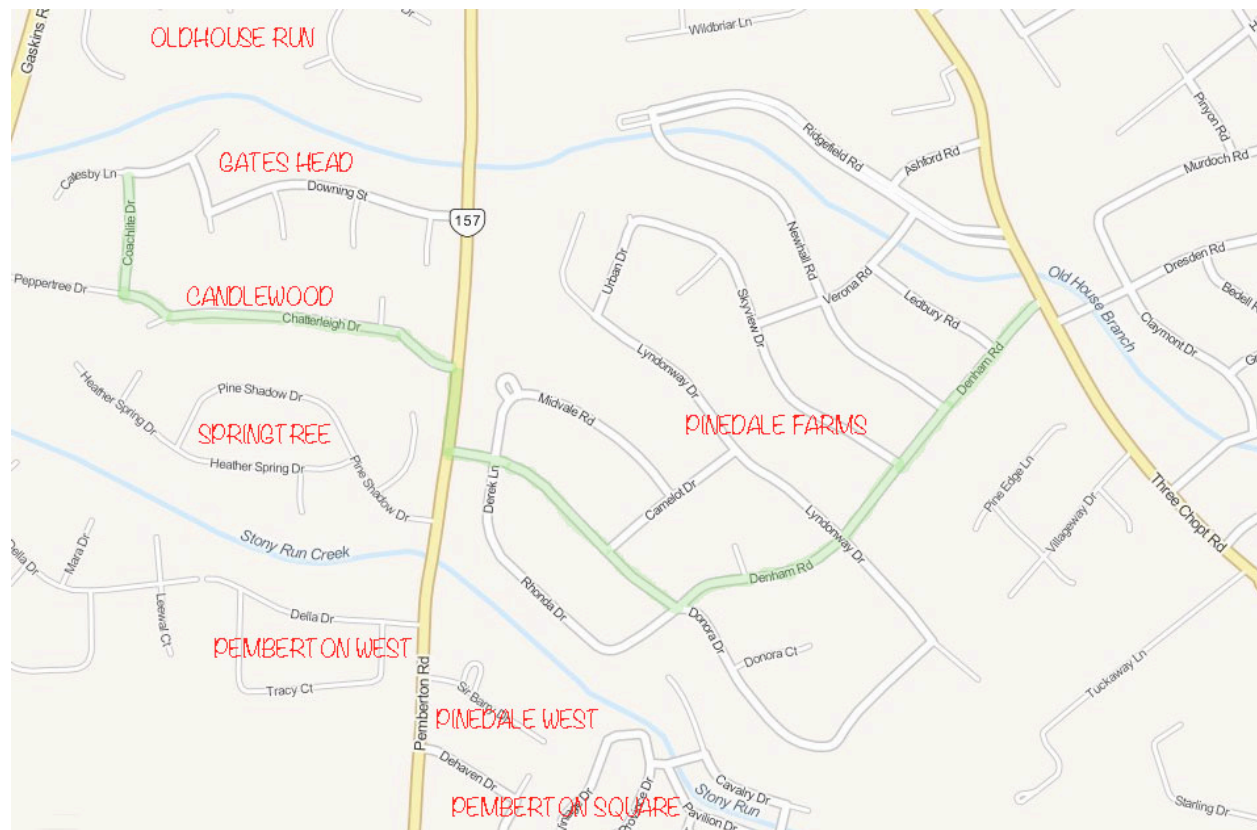 Gaskins R
Dr
OLDHOUSE RUN
Wildbriar Ln
Pinyon Rd
Ridgefield Rd
Ashford Rd
Murdoch Rd
GATES HEAD
Catesby Ln
Downing St
157
Coachlite Dr
Newhall Rd
Urban Dr
Dresden Rd
Old House Branch
Bedell R
Peppertree Dr
CANDLEWOOD
Chatterleigh Dr
Skyview Dr
Verona Rd
Ledbury Rd
Claymont Dr
Lyndonway Dr
Denham Rd
Heather Spring Dr
Pine Shadow Dr
Midvale Rd
PINEDALE FARMS
SPRINGTREE
Heather Spring Dr
Pine Shadow Dr
Derek Ln
Camelot Dr
Pine Edge Ln
Three Chopt Rd
Villageway Dr
Lyndonway Dr
Stony Run Creek
Della Dr
Mara Dr
Leewal Ct
Denham Rd
Rhonda Dr
Della Dr
Donora Dr
PEMBERTON WEST
Donora Ct
Tracy Ct
Pemberton Rd
Tuckaway Ln
PINEDALE WEST
Dehaven Dr
Cavalry Dr
Stony Run
PEMBERTON SQUARE
Province Dr
Pavilion Dr
Starling Dr